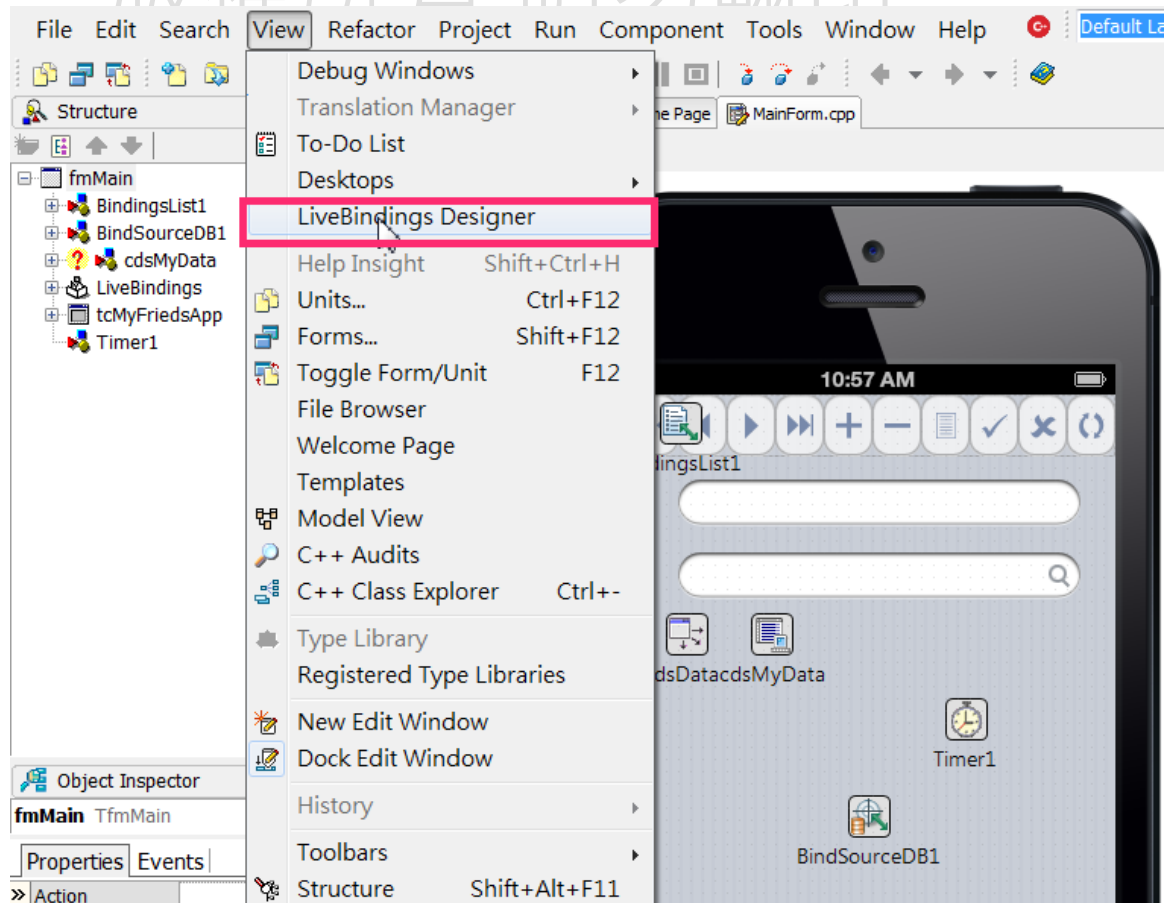 File Edit Search View Refactor Project Run Component Tools Window Help
Default La
Structure
fmMain
BindingsList1
BindSourceDB1
cdsMyData
LiveBindings
tcMyFriedsApp
Timer1
Debug Windows
Translation Manager
To-Do List
Desktops
LiveBindings Designer
Help Insight Shift+Ctrl+H
Units... Ctrl+F12
Forms... Shift+F12
Toggle Form/Unit F12
File Browser
Welcome Page
Templates
Model View
C++ Audits
C++ Class Explorer Ctrl+-
Type Library
Registered Type Libraries
New Edit Window
Dock Edit Window
History
Toolbars
Structure Shift+Alt+F11
ne Page MainForm.cpp
10:57 AM
dingsList1
dsDatacdsMyData
Timer1
BindSourceDB1
Object Inspector
fmMain TfmMain
Properties Events
Action